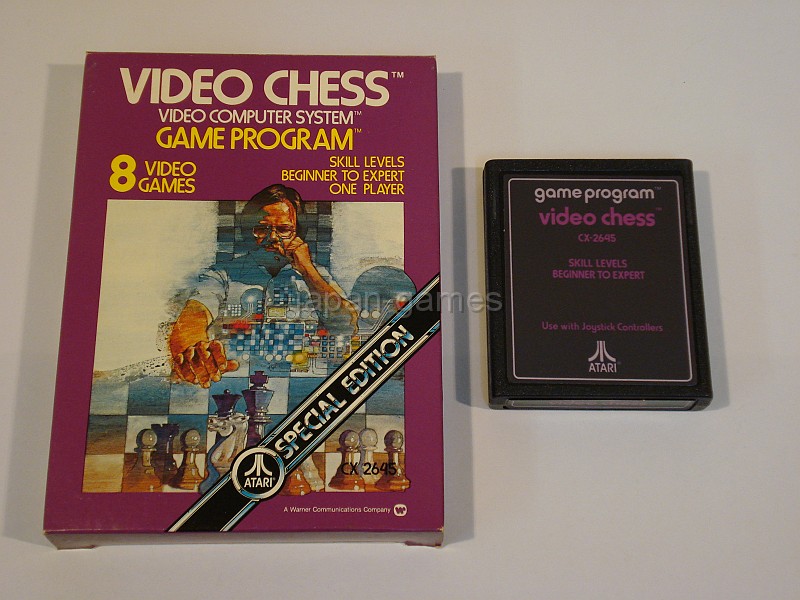 VIDEO CHESS™
VIDEO COMPUTER SYSTEM™
GAME PROGRAM™
8 VIDEO GAMES
SKILL LEVELS
BEGINNER TO EXPERT
ONE PLAYER
SPECIAL EDITION
ATARI
CX 2645
A Warner Communications Company
game program™
video chess™
CX-2645
SKILL LEVELS
BEGINNER TO EXPERT
Use with Joystick Controllers
ATARI
japan-games